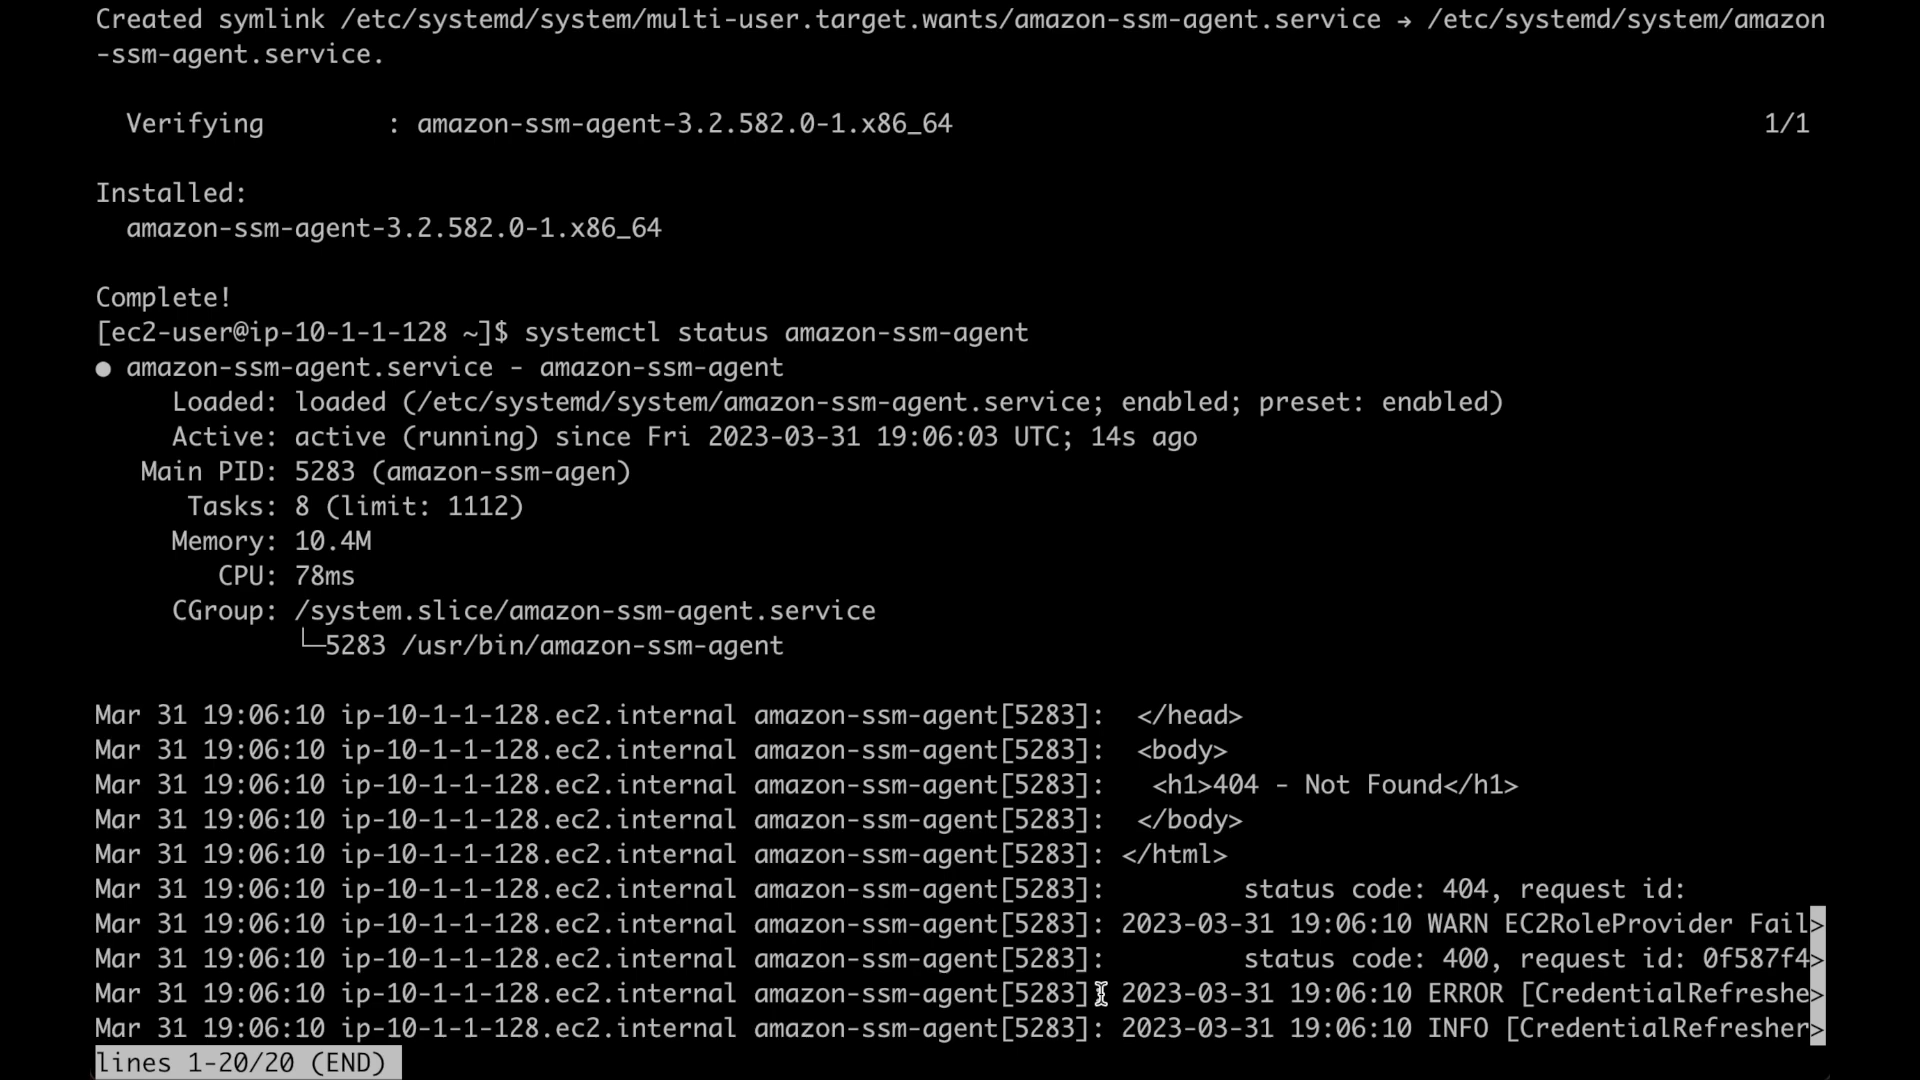 Created symlink /etc/systemd/system/multi-user.target.wants/amazon-ssm-agent.service → /etc/systemd/system/amazon
-ssm-agent.service.
Verifying : amazon-ssm-agent-3.2.582.0-1.x86_64 1/1
Installed:
amazon-ssm-agent-3.2.582.0-1.x86_64
Complete!
[ec2-user@ip-10-1-1-128 ~]$ systemctl status amazon-ssm-agent
● amazon-ssm-agent.service - amazon-ssm-agent
Loaded: loaded (/etc/systemd/system/amazon-ssm-agent.service; enabled; preset: enabled)
Active: active (running) since Fri 2023-03-31 19:06:03 UTC; 14s ago
Main PID: 5283 (amazon-ssm-agen)
Tasks: 8 (limit: 1112)
Memory: 10.4M
CPU: 78ms
CGroup: /system.slice/amazon-ssm-agent.service
└─5283 /usr/bin/amazon-ssm-agent
Mar 31 19:06:10 ip-10-1-1-128.ec2.internal amazon-ssm-agent[5283]: </head>
Mar 31 19:06:10 ip-10-1-1-128.ec2.internal amazon-ssm-agent[5283]: <body>
Mar 31 19:06:10 ip-10-1-1-128.ec2.internal amazon-ssm-agent[5283]: <h1>404 - Not Found</h1>
Mar 31 19:06:10 ip-10-1-1-128.ec2.internal amazon-ssm-agent[5283]: </body>
Mar 31 19:06:10 ip-10-1-1-128.ec2.internal amazon-ssm-agent[5283]: </html>
Mar 31 19:06:10 ip-10-1-1-128.ec2.internal amazon-ssm-agent[5283]: status code: 404, request id:
Mar 31 19:06:10 ip-10-1-1-128.ec2.internal amazon-ssm-agent[5283]: 2023-03-31 19:06:10 WARN EC2RoleProvider Fail>
Mar 31 19:06:10 ip-10-1-1-128.ec2.internal amazon-ssm-agent[5283]: status code: 400, request id: 0f587f4>
Mar 31 19:06:10 ip-10-1-1-128.ec2.internal amazon-ssm-agent[5283]: 2023-03-31 19:06:10 ERROR [CredentialRefreshe>
Mar 31 19:06:10 ip-10-1-1-128.ec2.internal amazon-ssm-agent[5283]: 2023-03-31 19:06:10 INFO [CredentialRefresher>
lines 1-20/20 (END)